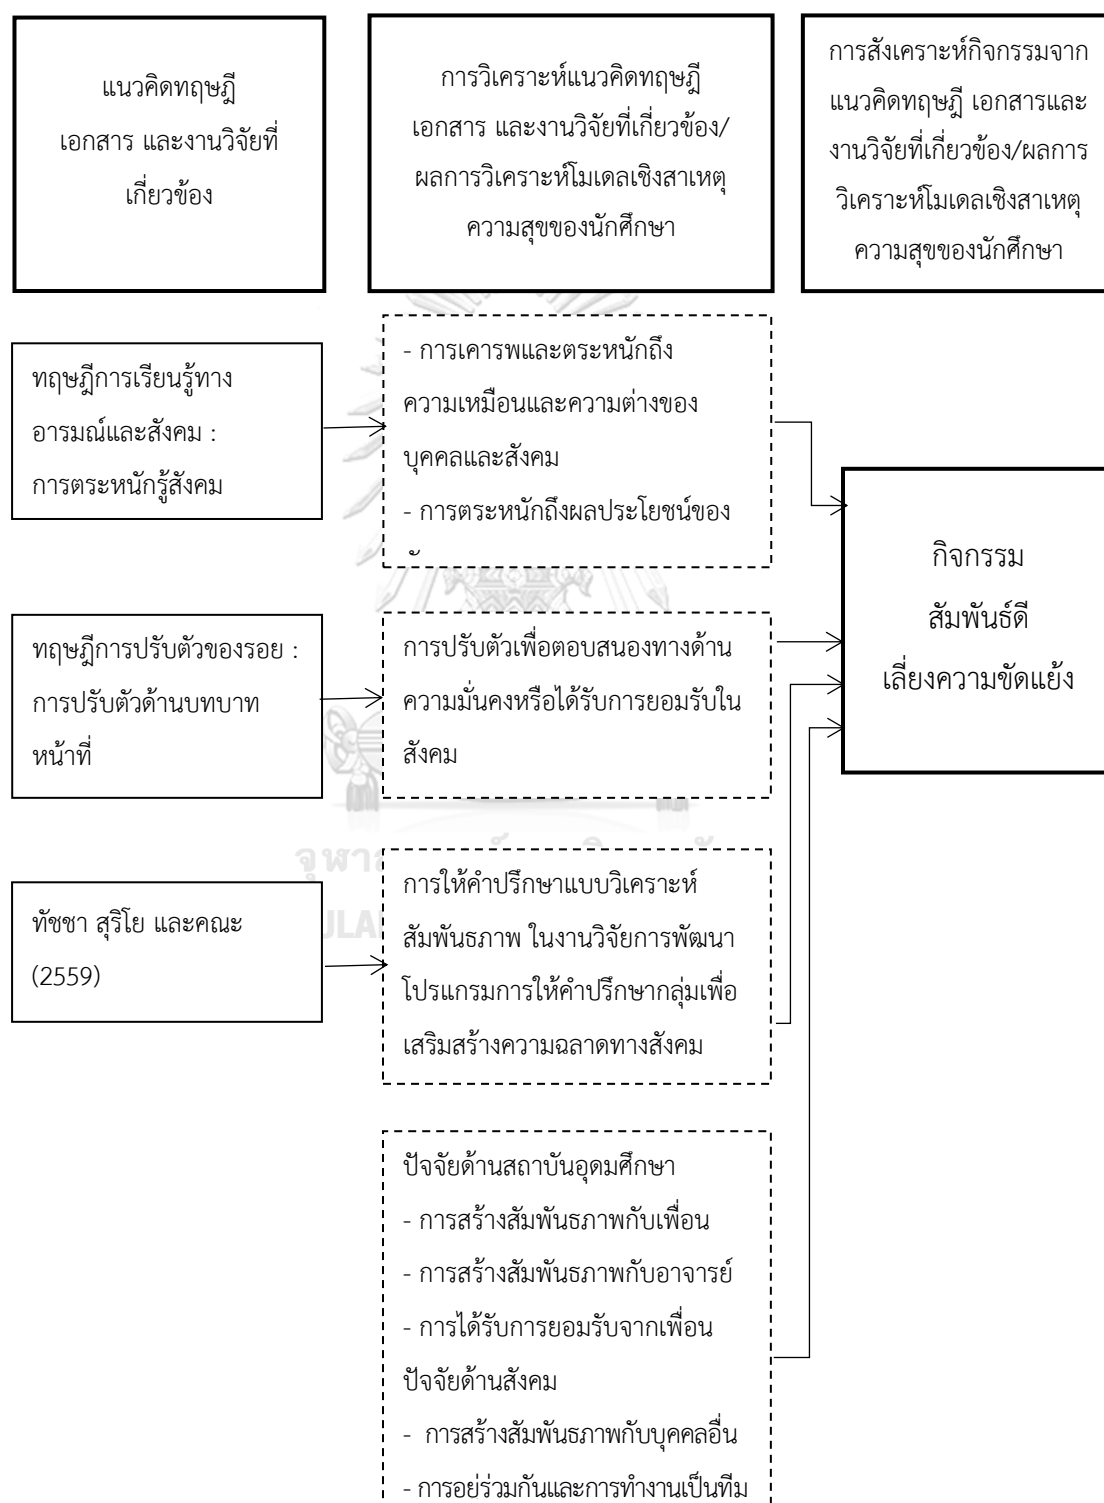 แนวคิดทฤษฎี
เอกสาร และงานวิจัยที่
เกี่ยวข้อง
การวิเคราะห์แนวคิดทฤษฎี
เอกสาร และงานวิจัยที่เกี่ยวข้อง/
ผลการวิเคราะห์โมเดลเชิงสาเหตุ
ความสุขของนักศึกษา
การสังเคราะห์กิจกรรมจาก
แนวคิดทฤษฎี เอกสารและ
งานวิจัยที่เกี่ยวข้อง/ผลการ
วิเคราะห์โมเดลเชิงสาเหตุ
ความสุขของนักศึกษา
ทฤษฎีการเรียนรู้ทาง
อารมณ์และสังคม :
การตระหนักรู้สังคม
- การเคารพและตระหนักถึง
ความเหมือนและความต่างของ
บุคคลและสังคม
- การตระหนักถึงผลประโยชน์ของ
ทฤษฎีการปรับตัวของรอย :
การปรับตัวด้านบทบาท
หน้าที่
การปรับตัวเพื่อตอบสนองทางด้าน
ความมั่นคงหรือได้รับการยอมรับใน
สังคม
ทัชชา สุริโย และคณะ
(2559)
การให้คำปรึกษาแบบวิเคราะห์
สัมพันธภาพ ในงานวิจัยการพัฒนา
โปรแกรมการให้คำปรึกษากลุ่มเพื่อ
เสริมสร้างความฉลาดทางสังคม
ปัจจัยด้านสถาบันอุดมศึกษา
- การสร้างสัมพันธภาพกับเพื่อน
- การสร้างสัมพันธภาพกับอาจารย์
- การได้รับการยอมรับจากเพื่อน
ปัจจัยด้านสังคม
- การสร้างสัมพันธภาพกับบุคคลอื่น
- การอยู่ร่วมกันและการทำงานเป็นทีม
กิจกรรม
สัมพันธ์ดี
เลี่ยงความขัดแย้ง